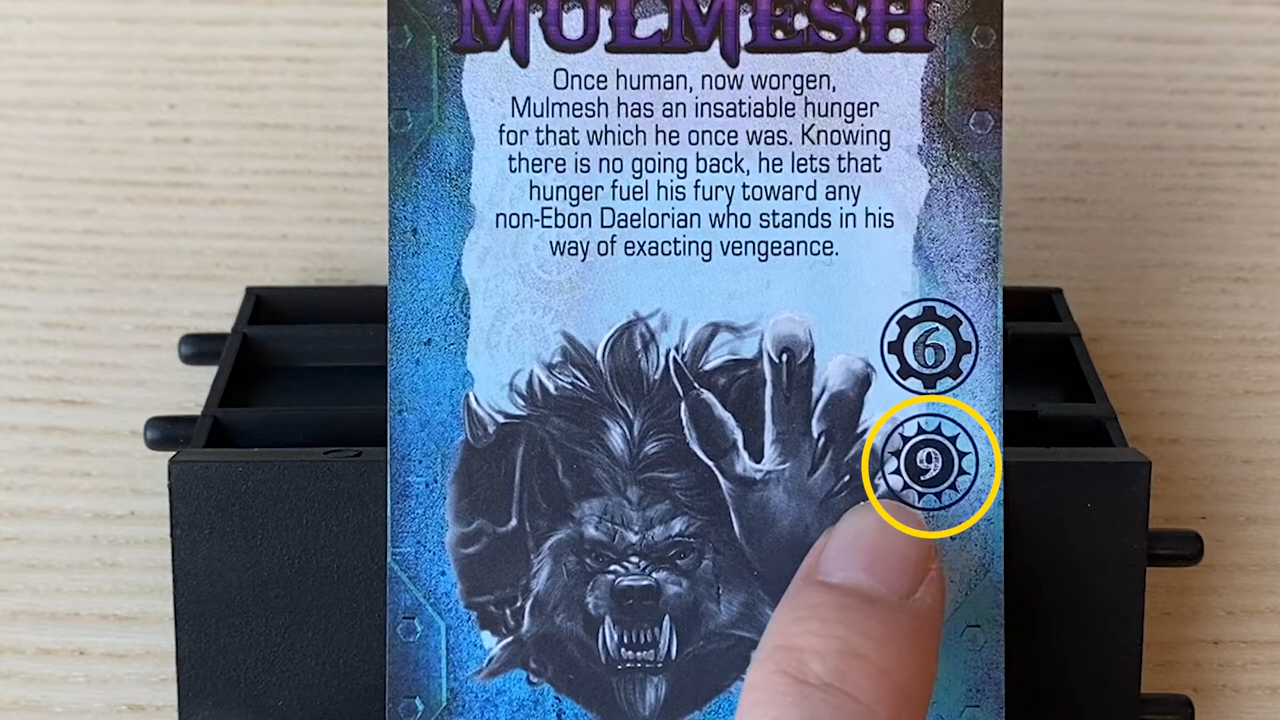 MULMESH
Once human, now worgen,
Mulmesh has an insatiable hunger
for that which he once was. Knowing
there is no going back, he lets that
hunger fuel his fury toward any
non-Ebon Daelorian who stands in his
way of exacting vengeance.
6
9